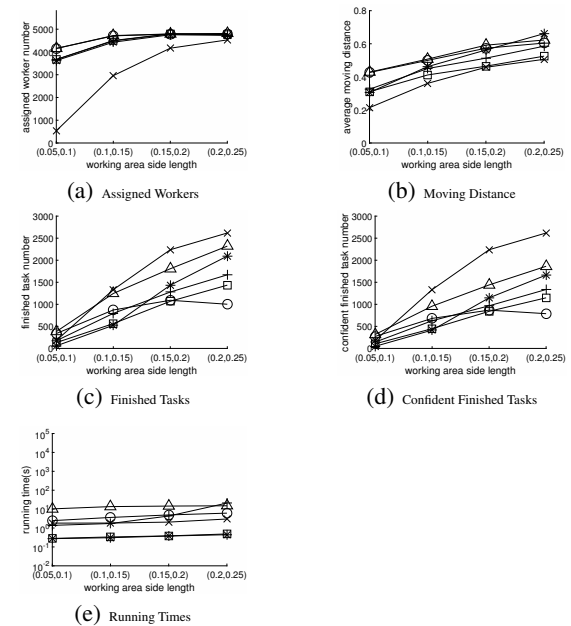 assigned worker number
5000
4000
3000
2000
1000
0
(0.05,0.1) (0.1,0.15) (0.15,0.2) (0.2,0.25)
working area side length
(a) Assigned Workers
average moving distance
0.8
0.6
0.4
0.2
0
(0.05,0.1) (0.1,0.15) (0.15,0.2) (0.2,0.25)
working area side length
(b) Moving Distance
finished task number
3000
2500
2000
1500
1000
500
0
(0.05,0.1) (0.1,0.15) (0.15,0.2) (0.2,0.25)
working area side length
(c) Finished Tasks
confident finished task number
3000
2500
2000
1500
1000
500
0
(0.05,0.1) (0.1,0.15) (0.15,0.2) (0.2,0.25)
working area side length
(d) Confident Finished Tasks
running time(s)
10^5
10^4
10^3
10^2
10^1
10^0
10^-1
10^-2
(0.05,0.1) (0.1,0.15) (0.15,0.2) (0.2,0.25)
working area side length
(e) Running Times